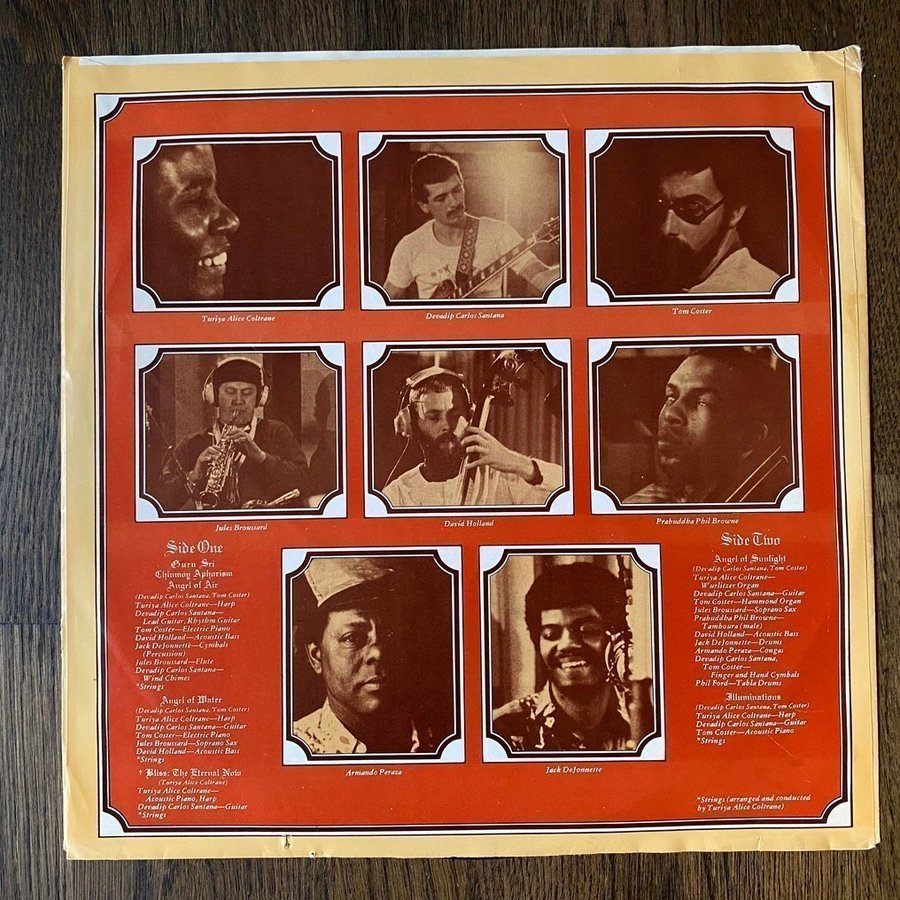 Turiya Alice Coltrane
Devadip Carlos Santana
Tom Coster
Jules Broussard
David Holland
Prabuddha Phil Browne
Side One
Guru Sri
Chinmoy Aphorism
Angel of Air
(Devadip Carlos Santana, Tom Coster)
Turiya Alice Coltrane—Harp
Devadip Carlos Santana—
Lead Guitar, Rhythm Guitar
Tom Coster—Electric Piano
David Holland—Acoustic Bass
Jack DeJonnette—Cymbals
(Percussion)
Jules Broussard—Flute
Devadip Carlos Santana—
Wind Chimes
*Strings
Angel of Water
(Devadip Carlos Santana, Tom Coster)
Turiya Alice Coltrane—Harp
Devadip Carlos Santana—Guitar
Tom Coster—Electric Piano
Jules Broussard—Soprano Sax
David Holland—Acoustic Bass
*Strings
† Bliss: The Eternal Now
(Turiya Alice Coltrane)
Turiya Alice Coltrane—
Acoustic Piano, Harp
Devadip Carlos Santana—Guitar
*Strings
Armando Peraza
Jack DeJonnette
Side Two
Angel of Sunlight
(Devadip Carlos Santana, Tom Coster)
Turiya Alice Coltrane—
Wurlitzer Organ
Devadip Carlos Santana—Guitar
Tom Coster—Hammond Organ
Jules Broussard—Soprano Sax
Prabuddha Phil Browne—
Tamboura (male)
David Holland—Acoustic Bass
Jack DeJonnette—Drums
Armando Peraza—Congas
Devadip Carlos Santana,
Tom Coster—
Finger and Hand Cymbals
Phil Ford—Tabla Drums
Illuminations
(Devadip Carlos Santana, Tom Coster)
Turiya Alice Coltrane—Harp
Devadip Carlos Santana—Guitar
Tom Coster—Acoustic Piano
*Strings
*Strings (arranged and conducted
by Turiya Alice Coltrane)